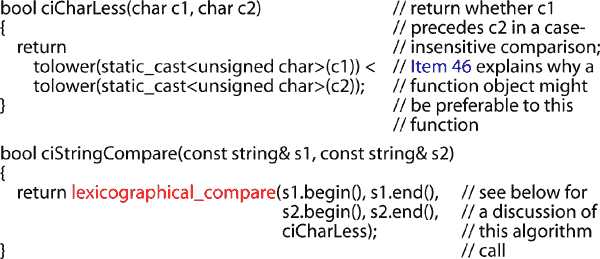 bool ciCharLess(char c1, char c2) // return whether c1
{ // precedes c2 in a case-
return // insensitive comparison;
tolower(static_cast<unsigned char>(c1)) < // Item 46 explains why a
tolower(static_cast<unsigned char>(c2)); // function object might
} // be preferable to this
// function
bool ciStringCompare(const string& s1, const string& s2)
{
return lexicographical_compare(s1.begin(), s1.end(), // see below for
s2.begin(), s2.end(), // a discussion of
ciCharLess); // this algorithm
} // call